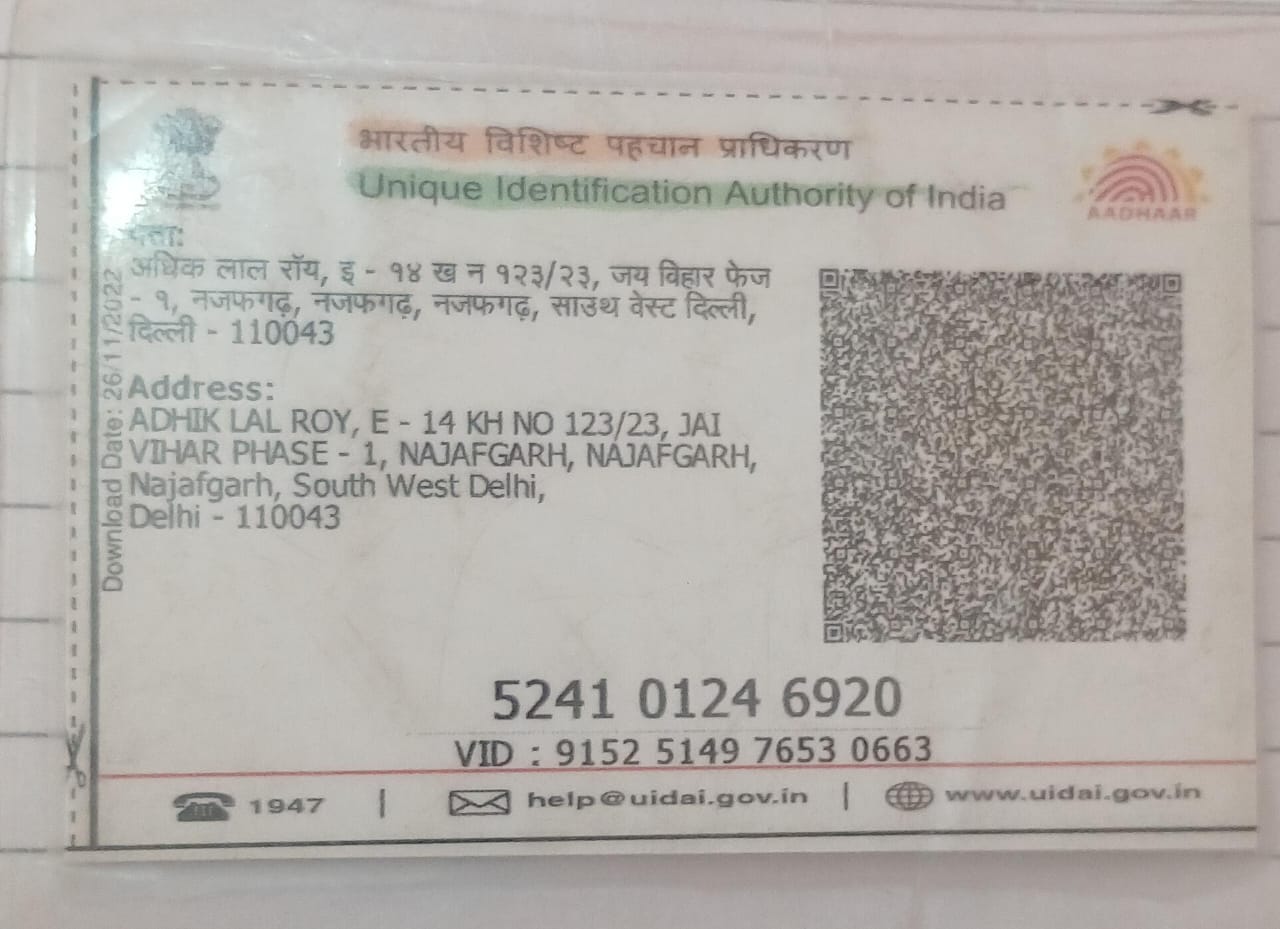 भारतीय विशिष्ट पहचान प्राधिकरण
Unique Identification Authority of India
AADHAAR
पता:
अधिक लाल रॉय, इ - १४ ख न १२३/२३, जय विहार फेज
- १, नजफगढ़, नजफगढ़, नजफगढ़, साउथ वेस्ट दिल्ली,
दिल्ली - 110043
Address:
ADHIK LAL ROY, E - 14 KH NO 123/23, JAI
VIHAR PHASE - 1, NAJAFGARH, NAJAFGARH,
Najafgarh, South West Delhi,
Delhi - 110043
Download Date: 26/11/2022
5241 0124 6920
VID : 9152 5149 7653 0663
1947 | help@uidai.gov.in | www.uidai.gov.in